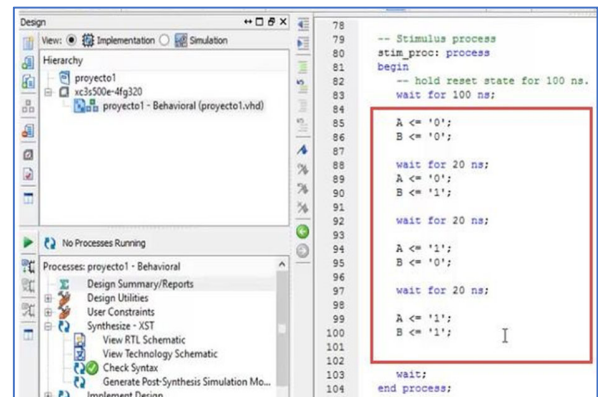 Design
View: Implementation Simulation
Hierarchy
proyecto1
xc3s500e-4fg320
proyecto1 - Behavioral (proyecto1.vhd)
No Processes Running
Processes: proyecto1 - Behavioral
Design Summary/Reports
Design Utilities
User Constraints
Synthesize - XST
View RTL Schematic
View Technology Schematic
Check Syntax
Generate Post-Synthesis Simulation Mo...
Implement Design
78
79 -- Stimulus process
80 stim_proc: process
81 begin
82 -- hold reset state for 100 ns.
83 wait for 100 ns;
84
85 A <= '0';
86 B <= '0';
87
88 wait for 20 ns;
89 A <= '0';
90 B <= '1';
91
92 wait for 20 ns;
93
94 A <= '1';
95 B <= '0';
96
97 wait for 20 ns;
98
99 A <= '1';
100 B <= '1';
101
102
103 wait;
104 end process;